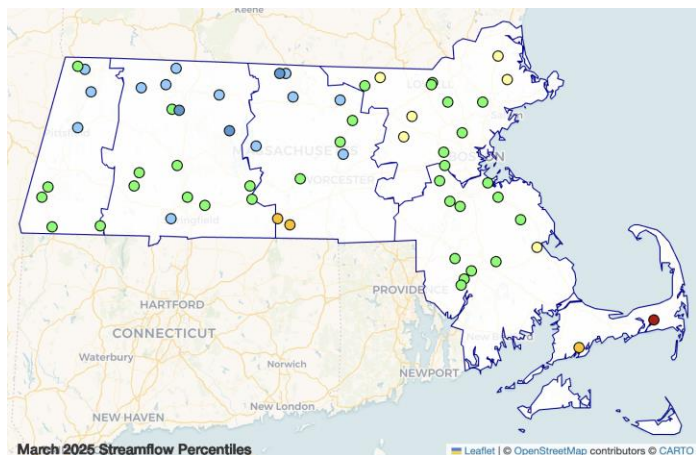 Keene
LOWELL
Pittsfield
MASSACHUSETTS
BOSTON
WORCESTER
Springfield
PROVIDENCE
HARTFORD
CONNECTICUT
Waterbury
Norwich
NEWPORT
New London
NEW HAVEN
March 2025 Streamflow Percentiles
Leaflet | © OpenStreetMap contributors © CARTO